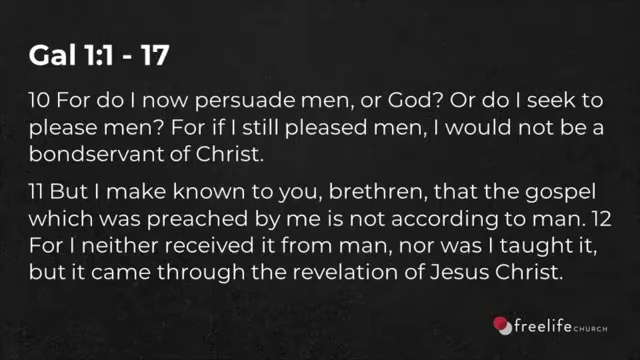 Gal 1:1 - 17
10 For do I now persuade men, or God? Or do I seek to
please men? For if I still pleased men, I would not be a
bondservant of Christ.
11 But I make known to you, brethren, that the gospel
which was preached by me is not according to man. 12
For I neither received it from man, nor was I taught it,
but it came through the revelation of Jesus Christ.
freelife CHURCH